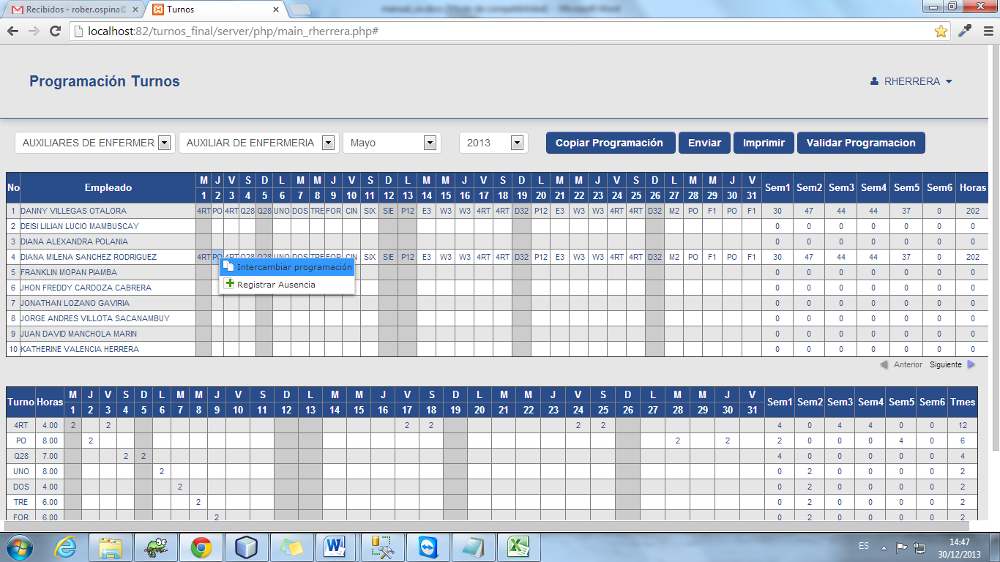 Recibidos - rober.ospina@
Turnos
localhost:82/turnos_final/server/php/main_rherrera.php#
Programación Turnos
RHERRERA
AUXILIARES DE ENFERMER AUXILIAR DE ENFERMERIA Mayo 2013 Copiar Programación Enviar Imprimir Validar Programacion
No Empleado M J V S D L M M J V S D L M M J V S D L M M J V S D L M M J V Sem1 Sem2 Sem3 Sem4 Sem5 Sem6 Horas
1 2 3 4 5 6 7 8 9 10 11 12 13 14 15 16 17 18 19 20 21 22 23 24 25 26 27 28 29 30 31
1 DANNY VILLEGAS OTALORA 4RT PO 4RT Q28 Q28 UNO DOS TRE FOR CIN SIX SIE P12 E3 W3 W3 4RT 4RT D32 P12 E3 W3 W3 4RT 4RT D32 M2 PO F1 PO F1 30 47 44 44 37 0 202
2 DEISI LILIAN LUCIO MAMBUSCAY 0 0 0 0 0 0 0
3 DIANA ALEXANDRA POLANIA 0 0 0 0 0 0 0
4 DIANA MILENA SANCHEZ RODRIGUEZ 4RT PO 4RT Q28 Q28 UNO DOS TRE FOR CIN SIX SIE P12 E3 W3 W3 4RT 4RT D32 P12 E3 W3 W3 4RT 4RT D32 M2 PO F1 PO F1 30 47 44 44 37 0 202
Intercambiar programación
5 FRANKLIN MOPAN PIAMBA 0 0 0 0 0 0 0
Registrar Ausencia
6 JHON FREDDY CARDOZA CABRERA 0 0 0 0 0 0 0
7 JONATHAN LOZANO GAVIRIA 0 0 0 0 0 0 0
8 JORGE ANDRES VILLOTA SACANAMBUY 0 0 0 0 0 0 0
9 JUAN DAVID MANCHOLA MARIN 0 0 0 0 0 0 0
10 KATHERINE VALENCIA HERRERA 0 0 0 0 0 0 0
Anterior Siguiente
Turno Horas M J V S D L M M J V S D L M M J V S D L M M J V S D L M M J V Sem1 Sem2 Sem3 Sem4 Sem5 Sem6 Tmes
1 2 3 4 5 6 7 8 9 10 11 12 13 14 15 16 17 18 19 20 21 22 23 24 25 26 27 28 29 30 31
4RT 4.00 2 2 2 2 2 2 4 0 4 4 0 0 12
PO 8.00 2 2 2 2 0 0 0 4 0 6
Q28 7.00 2 2 4 0 0 0 0 0 4
UNO 8.00 2 0 2 0 0 0 0 2
DOS 4.00 2 0 2 0 0 0 0 2
TRE 6.00 2 0 2 0 0 0 0 2
FOR 6.00 2 0 2 0 0 0 0 2
ES
14:47
30/12/2013